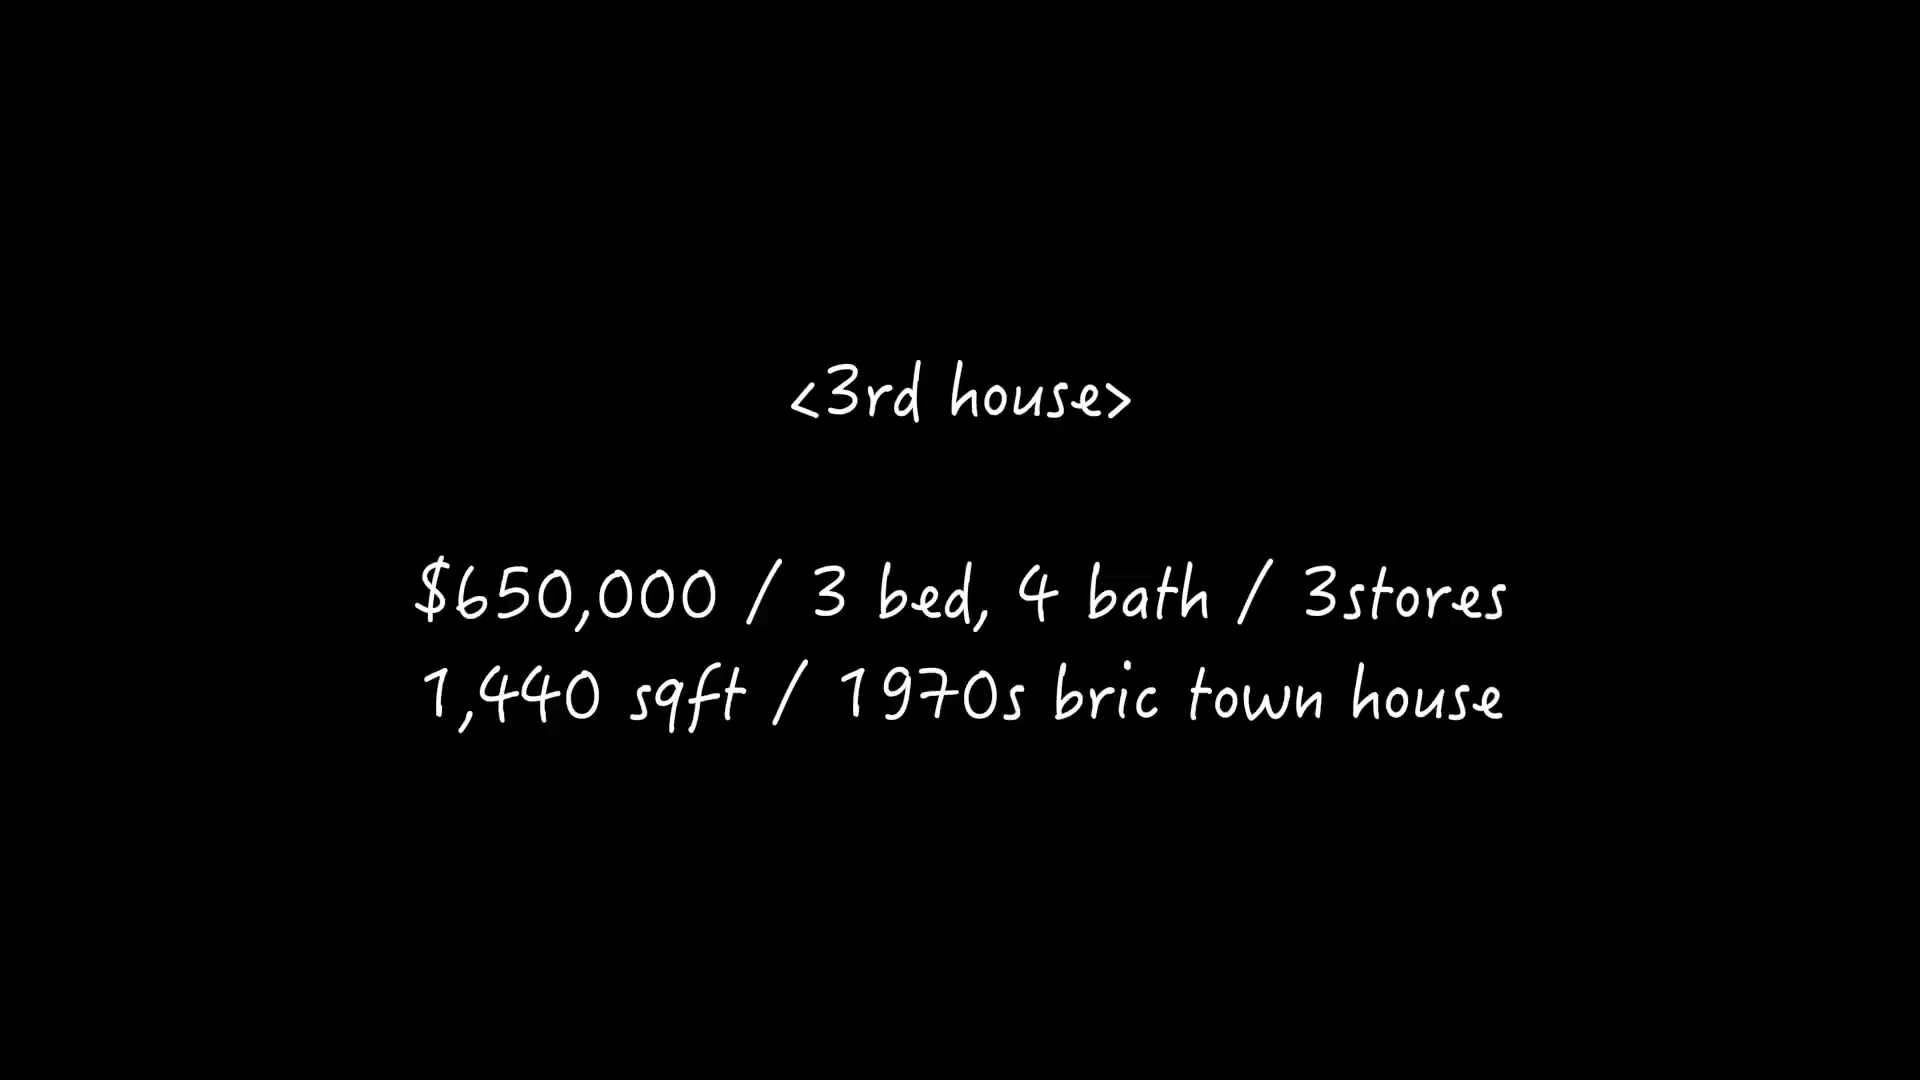 <3rd house>
$650,000 / 3 bed, 4 bath / 3stores
1,440 sqft / 1970s bric town house